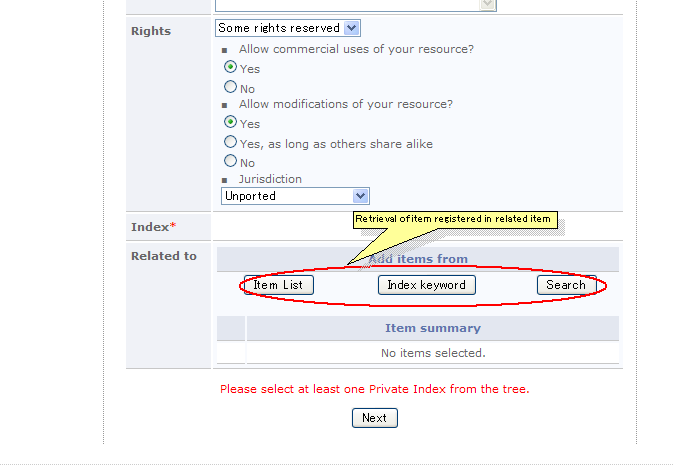 Rights
Some rights reserved
Allow commercial uses of your resource?
Yes
No
Allow modifications of your resource?
Yes
Yes, as long as others share alike
No
Jurisdiction
Unported
Retrieval of item registered in related item
Index*
Related to
Add items from
Item List Index keyword Search
Item summary
No items selected.
Please select at least one Private Index from the tree.
Next